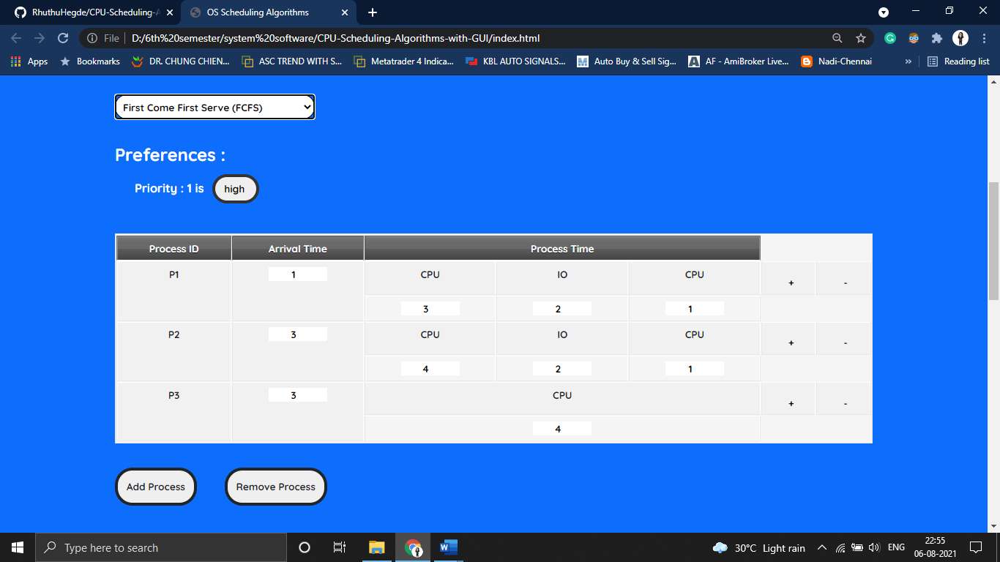 RhuthuHegde/CPU-Scheduling-A
OS Scheduling Algorithms
File D:/6th%20semester/system%20software/CPU-Scheduling-Algorithms-with-GUI/index.html
Apps Bookmarks DR. CHUNG CHIEN... ASC TREND WITH S... Metatrader 4 Indica... KBL AUTO SIGNALS... Auto Buy & Sell Sig... AF - AmiBroker Live... Nadi-Chennai » Reading list
First Come First Serve (FCFS)
Preferences :
Priority : 1 is high
Process ID Arrival Time Process Time
P1 1 CPU IO CPU + -
3 2 1
P2 3 CPU IO CPU + -
4 2 1
P3 3 CPU + -
4
Add Process Remove Process
Type here to search
30°C Light rain ENG
22:55
06-08-2021